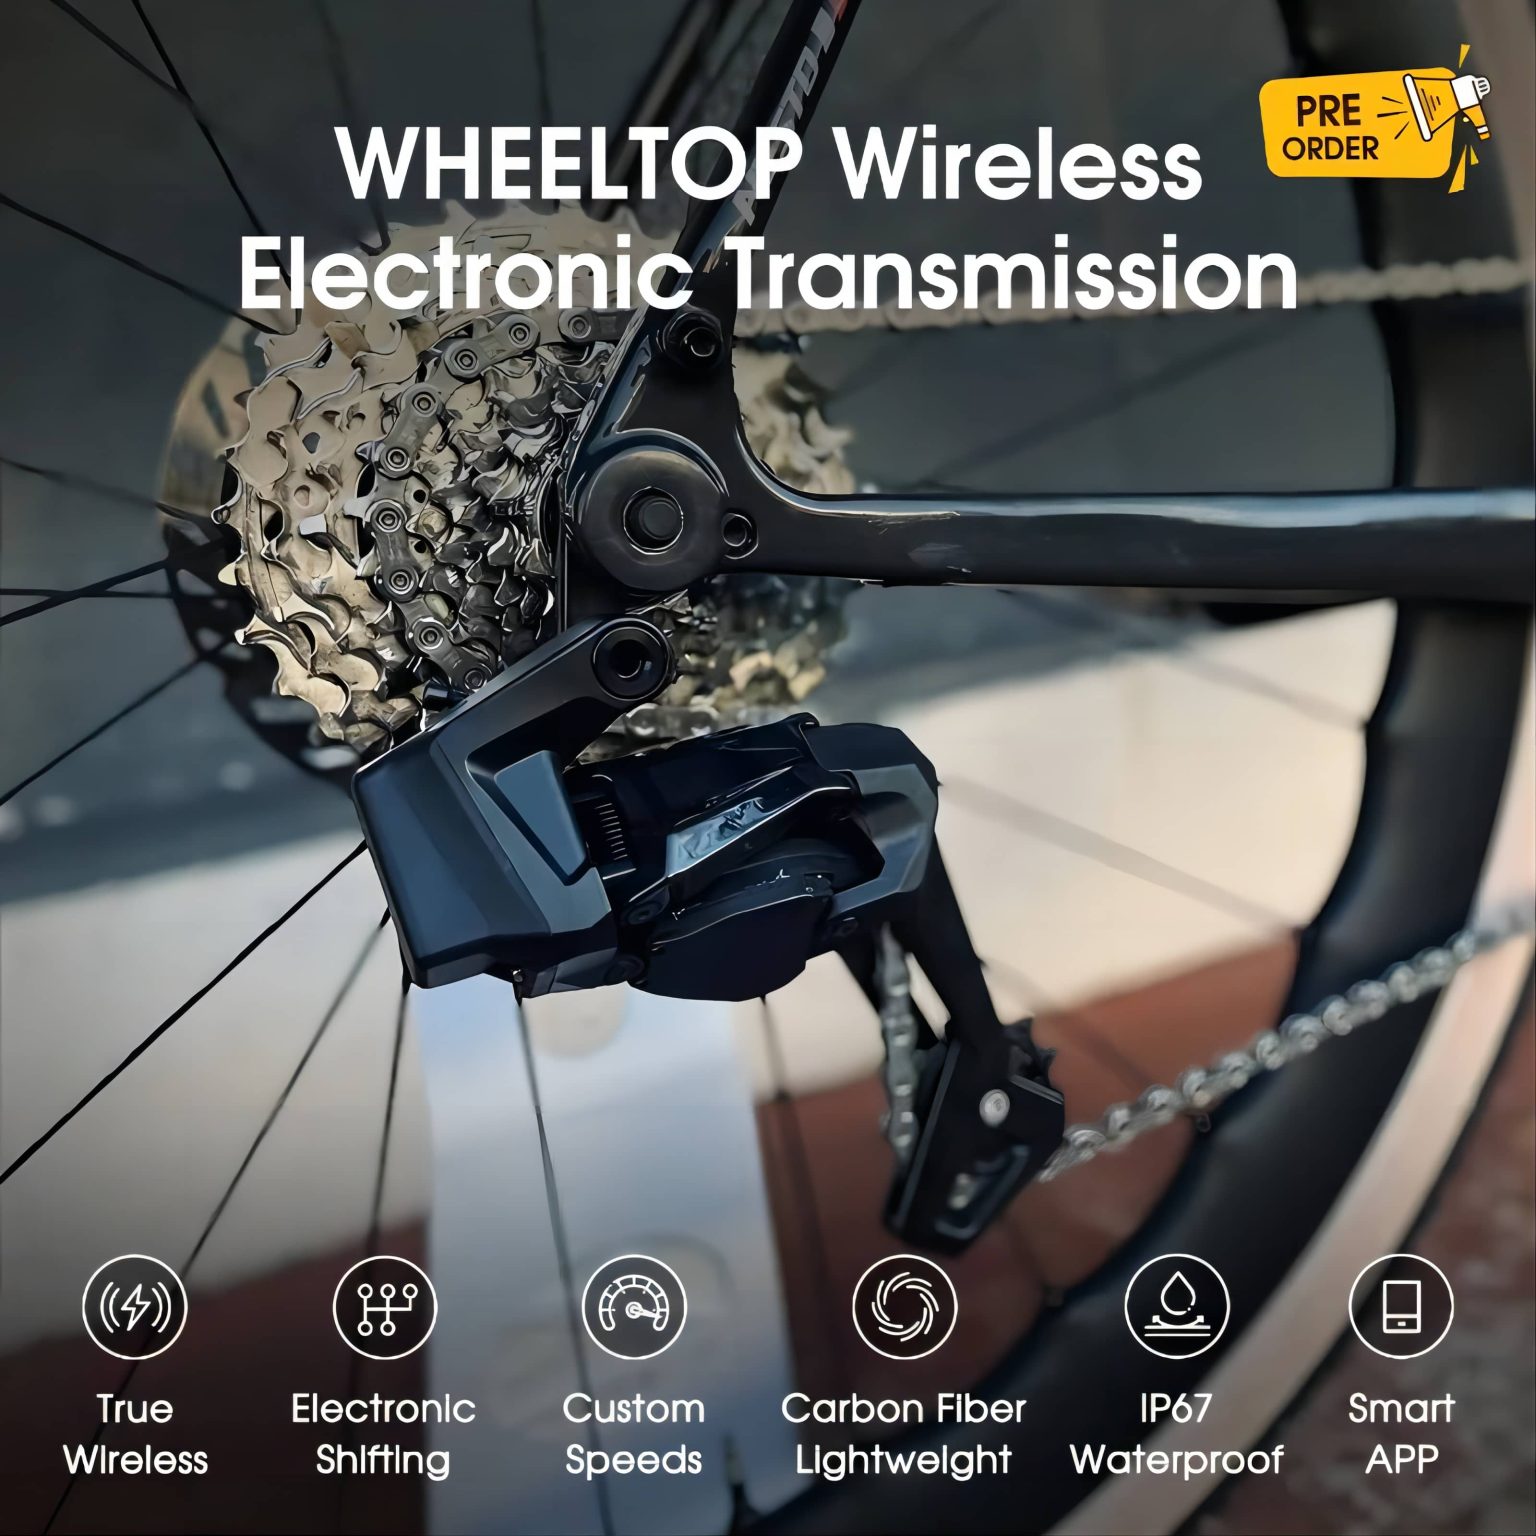 PRE
ORDER
WHEELTOP Wireless
Electronic Transmission
True
Wireless
Electronic
Shifting
Custom
Speeds
Carbon Fiber
Lightweight
IP67
Waterproof
Smart
APP